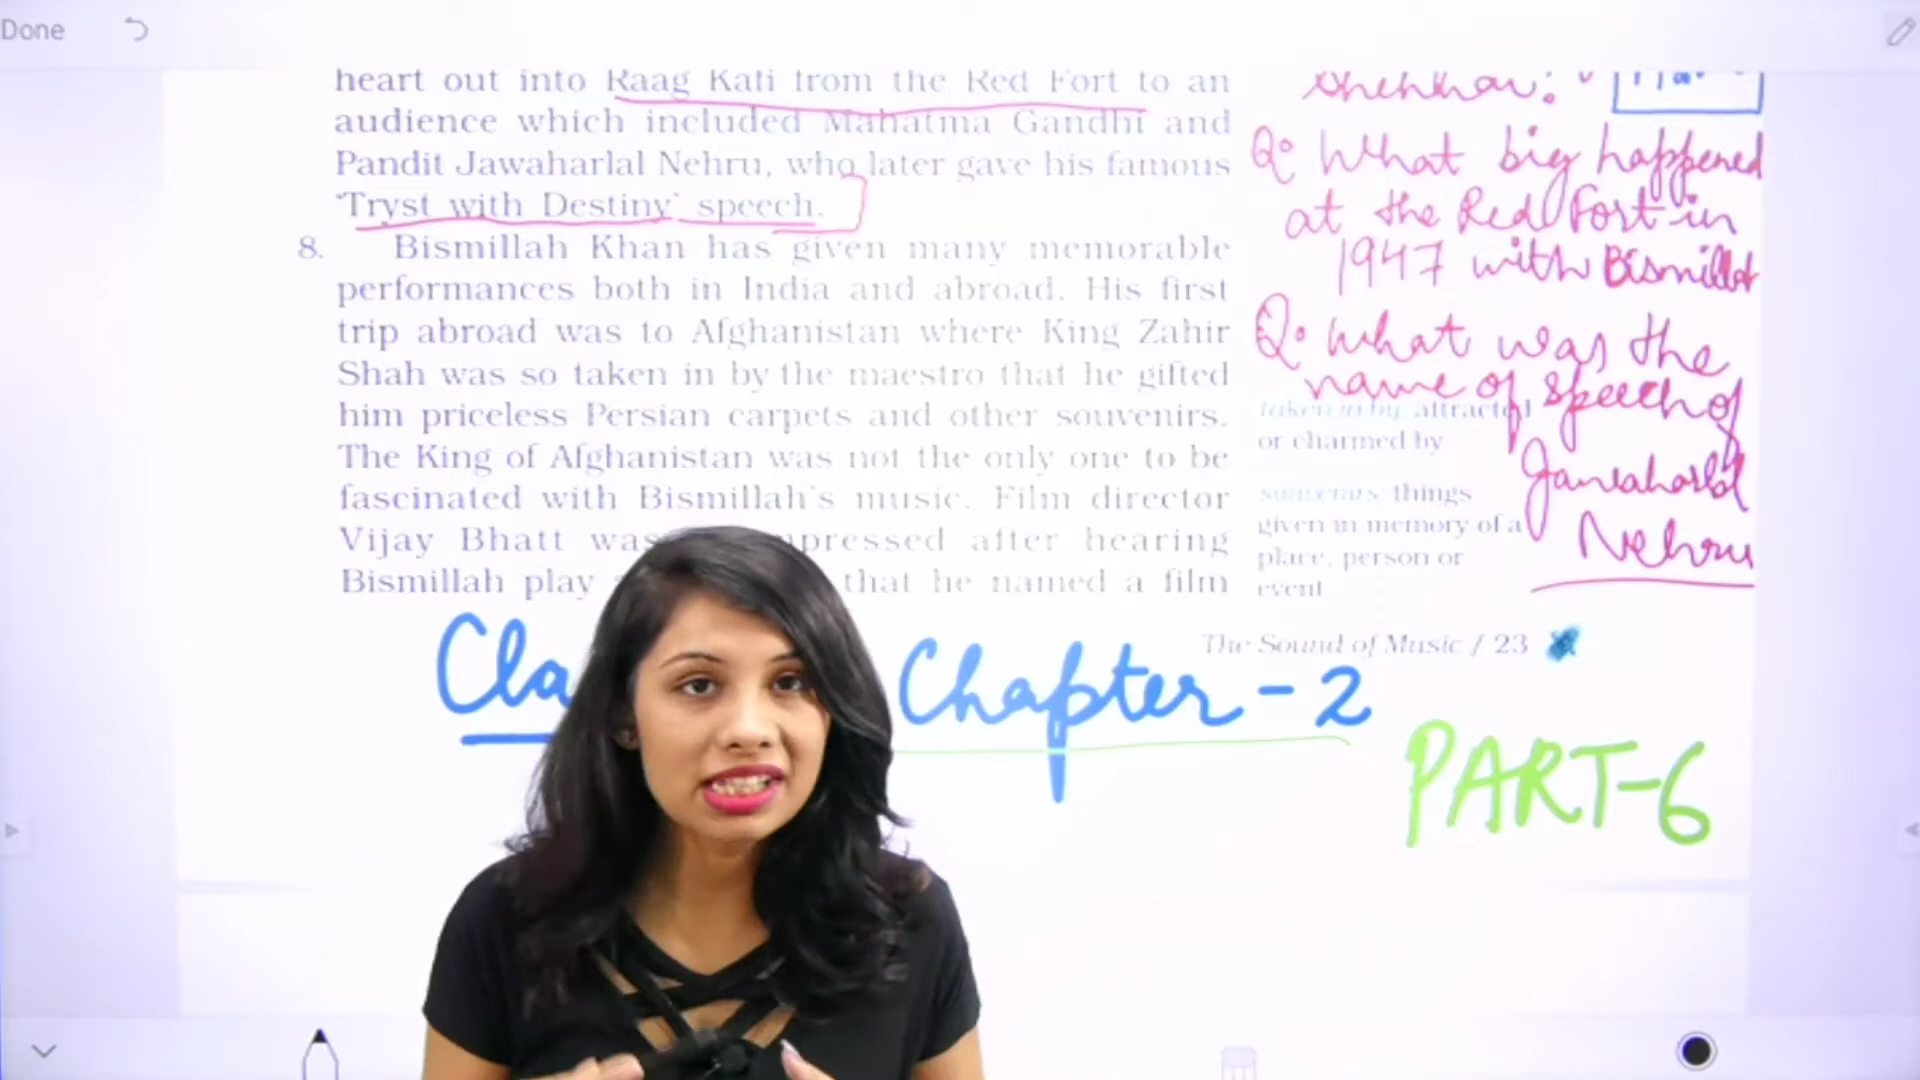 Done
heart out into Raag Kafi from the Red Fort to an
audience which included Mahatma Gandhi and
Pandit Jawaharlal Nehru, who later gave his famous
'Tryst with Destiny' speech.
8. Bismillah Khan has given many memorable
performances both in India and abroad. His first
trip abroad was to Afghanistan where King Zahir
Shah was so taken in by the maestro that he gifted
him priceless Persian carpets and other souvenirs.
The King of Afghanistan was not the only one to be
fascinated with Bismillah's music. Film director
Vijay Bhatt was
pressed after hearing
Bismillah play
that he named a film
Q: What big happened
at the Red Fort in
1947 with Bismillah
Q: What was the
name of speech of
Jawaharlal
Nehru
taken in by: attracted
or charmed by
souvenirs: things
given in memory of a
place, person or
event
The Sound of Music / 23
Cla
Chapter - 2
PART-6